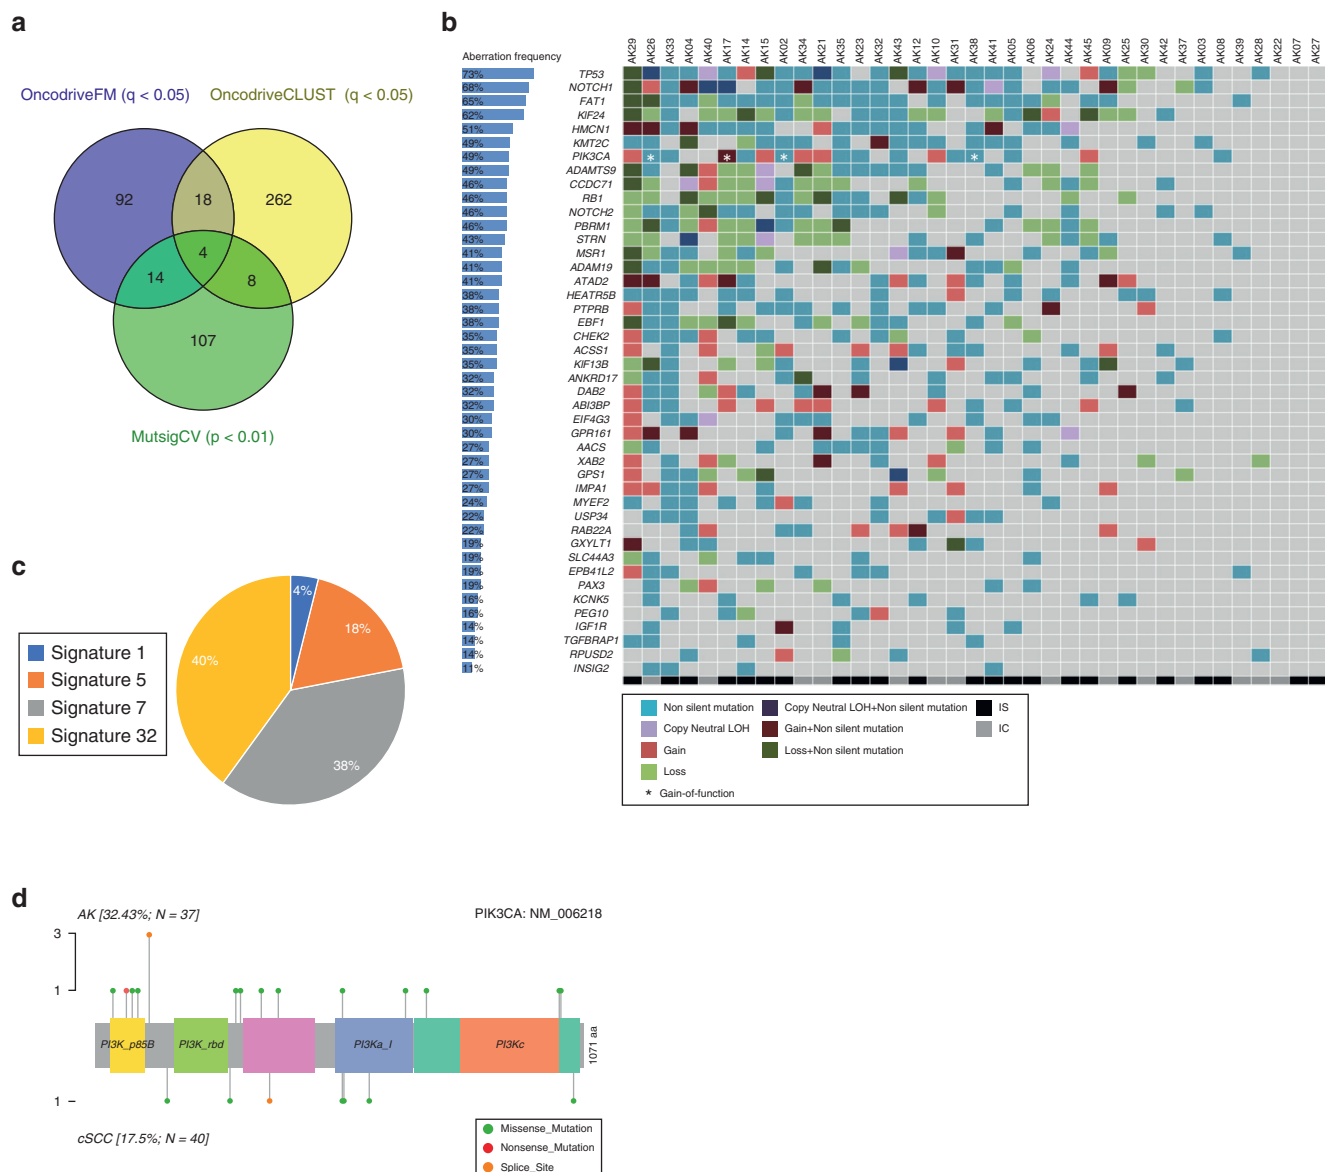 a
OncodriveFM (q < 0.05)
OncodriveCLUST (q < 0.05)
92
18
262
4
14
8
107
MutsigCV (p < 0.01)
b
Aberration frequency
AK29 AK26 AK33 AK04 AK40 AK17 AK14 AK15 AK02 AK34 AK21 AK35 AK23 AK32 AK43 AK12 AK10 AK31 AK38 AK41 AK05 AK06 AK24 AK44 AK45 AK09 AK25 AK30 AK42 AK37 AK03 AK08 AK39 AK28 AK22 AK07 AK27
73% TP53
68% NOTCH1
65% FAT1
62% KIF24
51% HMCN1
49% KMT2C
49% PIK3CA * * * *
49% ADAMTS9
46% CCDC71
46% RB1
46% NOTCH2
46% PBRM1
43% STRN
41% MSR1
41% ADAM19
41% ATAD2
38% HEATR5B
38% PTPRB
38% EBF1
35% CHEK2
35% ACSS1
35% KIF13B
32% ANKRD17
32% DAB2
32% ABI3BP
30% EIF4G3
30% GPR161
27% AACS
27% XAB2
27% GPS1
27% IMPA1
24% MYEF2
22% USP34
22% RAB22A
19% GXYLT1
19% SLC44A3
19% EPB41L2
19% PAX3
16% KCNK5
16% PEG10
14% IGF1R
14% TGFBRAP1
14% RPUSD2
11% INSIG2
Non silent mutation
Copy Neutral LOH+Non silent mutation
IS
Copy Neutral LOH
Gain+Non silent mutation
IC
Gain
Loss+Non silent mutation
Loss
* Gain-of-function
c
Signature 1
Signature 5
Signature 7
Signature 32
4%
18%
40%
38%
d
AK [32.43%; N = 37]
PIK3CA: NM_006218
3
1
PI3K_p85B
PI3K_rbd
PI3Ka_I
PI3Kc
1071 aa
1
cSCC [17.5%; N = 40]
Missense_Mutation
Nonsense_Mutation
Splice_Site